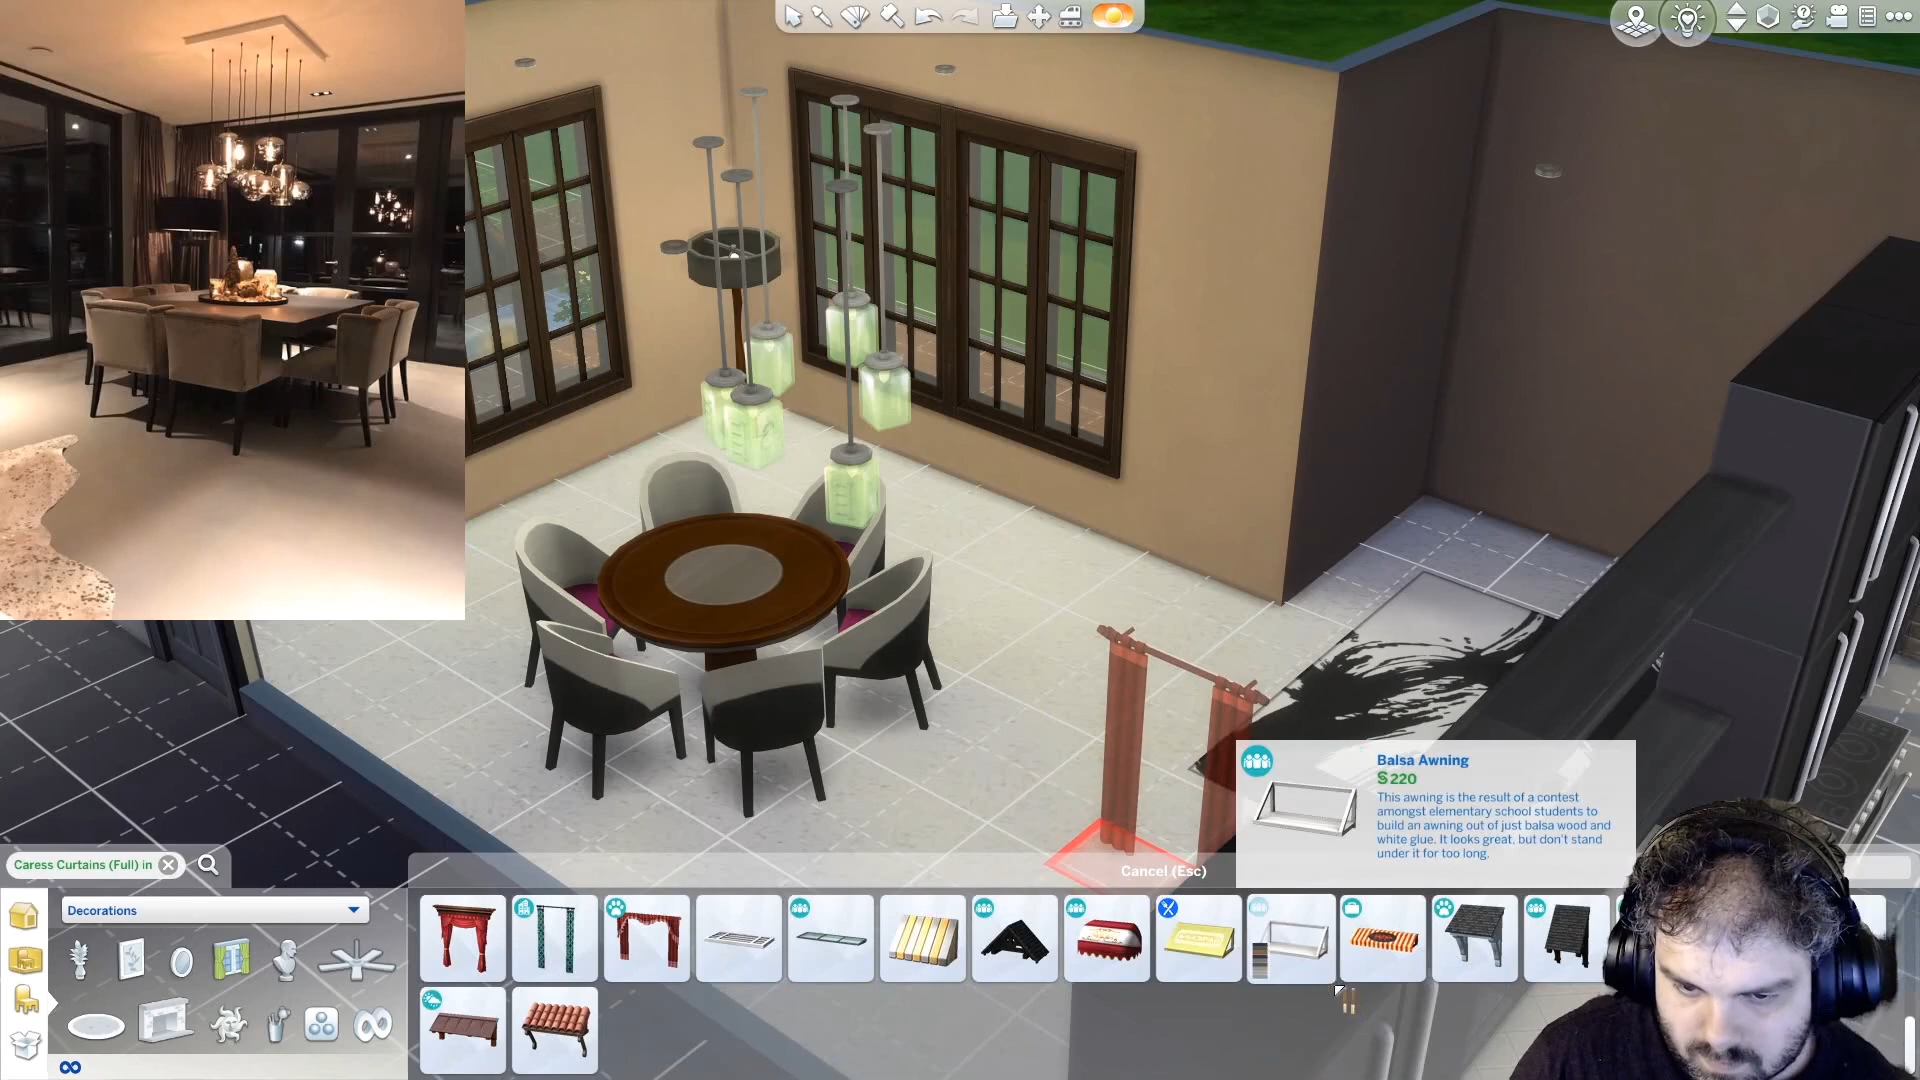 Balsa Awning
§220
This awning is the result of a contest
amongst elementary school students to
build an awning out of just balsa wood and
white glue. It looks great, but don't stand
under it for too long.
Caress Curtains (Full) in
Cancel (Esc)
Decorations